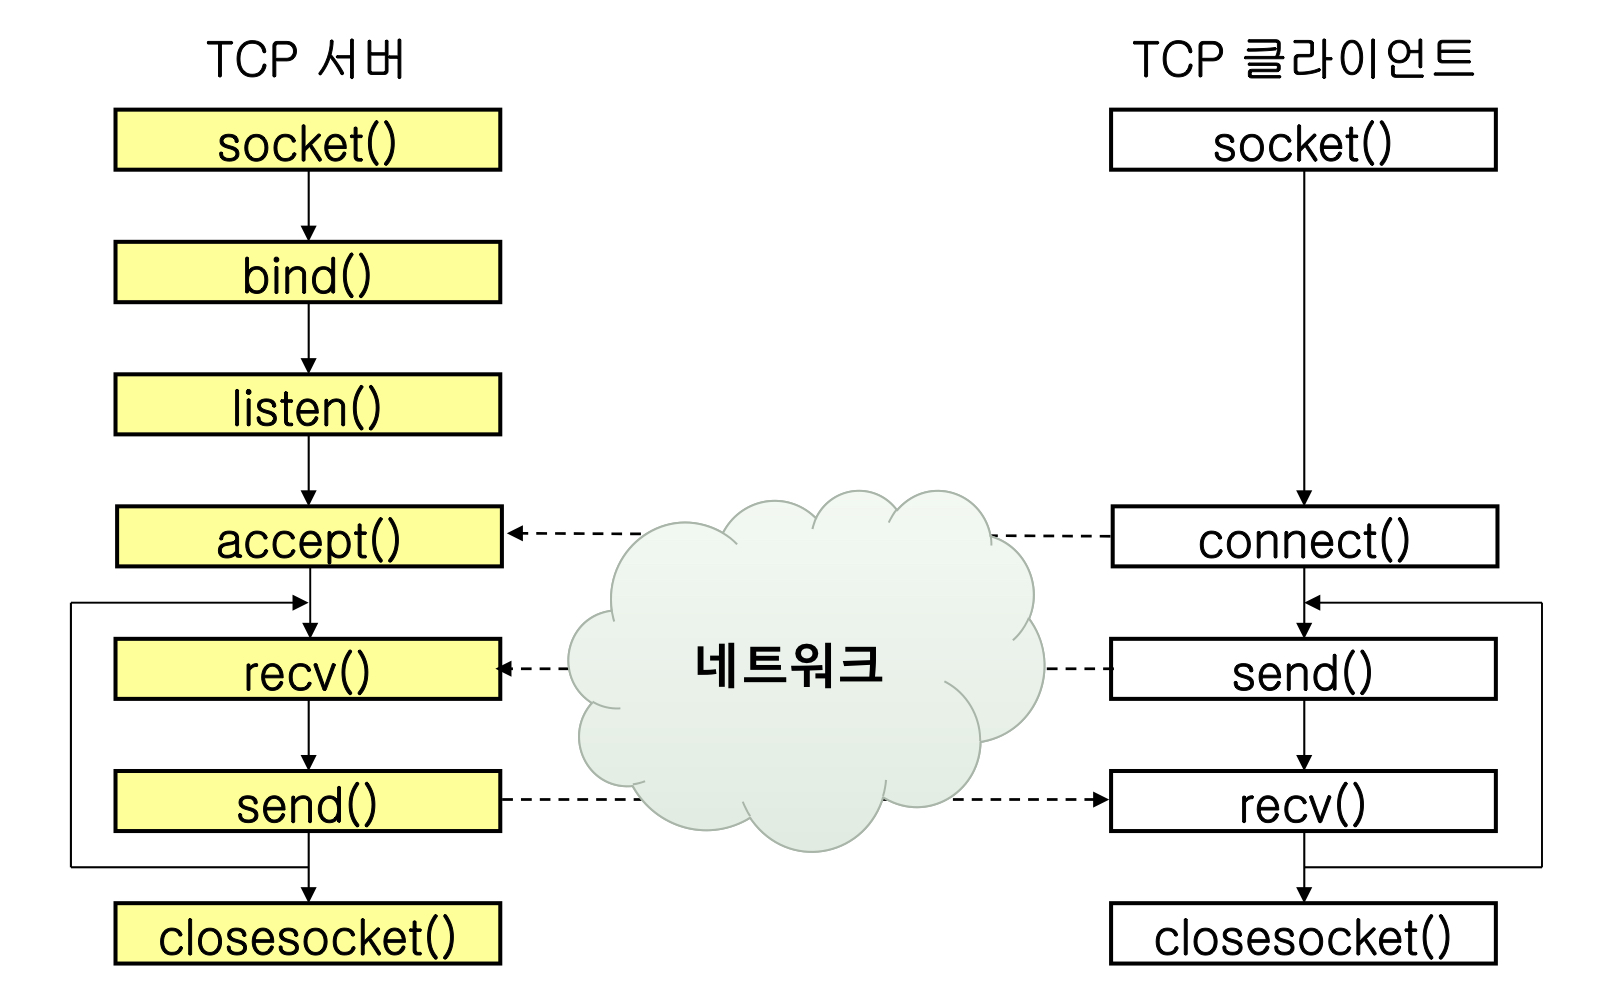 TCP 서버
socket()
bind()
listen()
accept()
recv()
send()
closesocket()
네트워크
TCP 클라이언트
socket()
connect()
send()
recv()
closesocket()